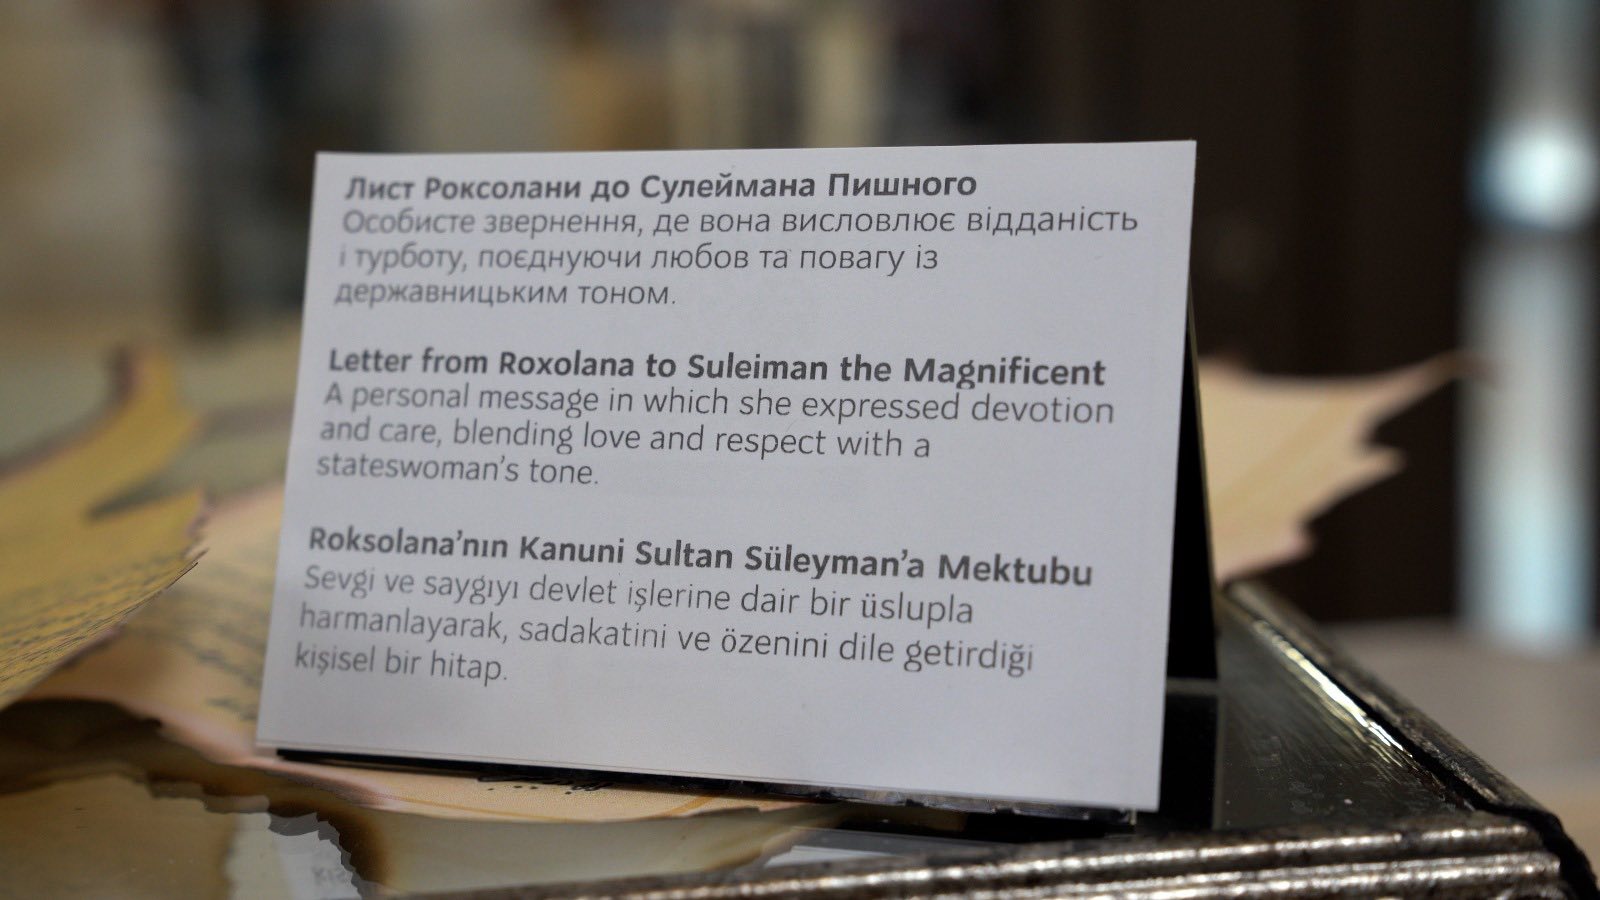 Лист Роксолани до Сулеймана Пишного
Особисте звернення, де вона висловлює відданість
і турботу, поєднуючи любов та повагу із
державницьким тоном.
Letter from Roxolana to Suleiman the Magnificent
A personal message in which she expressed devotion
and care, blending love and respect with a
stateswoman’s tone.
Roksolana’nın Kanuni Sultan Süleyman’a Mektubu
Sevgi ve saygıyı devlet işlerine dair bir üslupla
harmanlayarak, sadakatini ve özenini dile getirdiği
kişisel bir hitap.